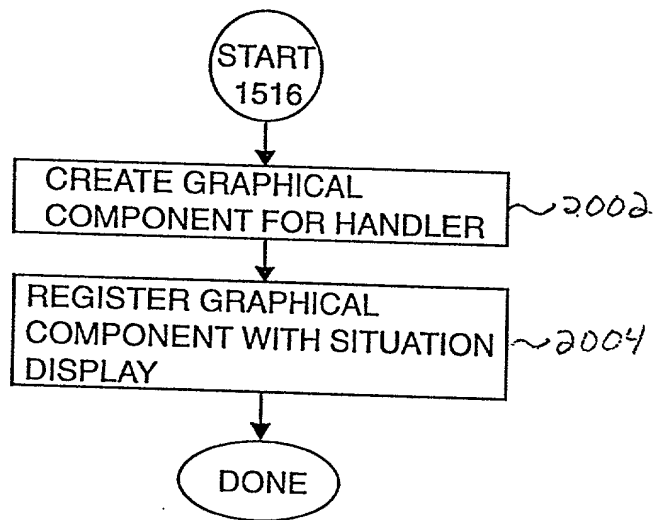 START
1516
CREATE GRAPHICAL
COMPONENT FOR HANDLER
2002
REGISTER GRAPHICAL
COMPONENT WITH SITUATION
DISPLAY
2004
DONE